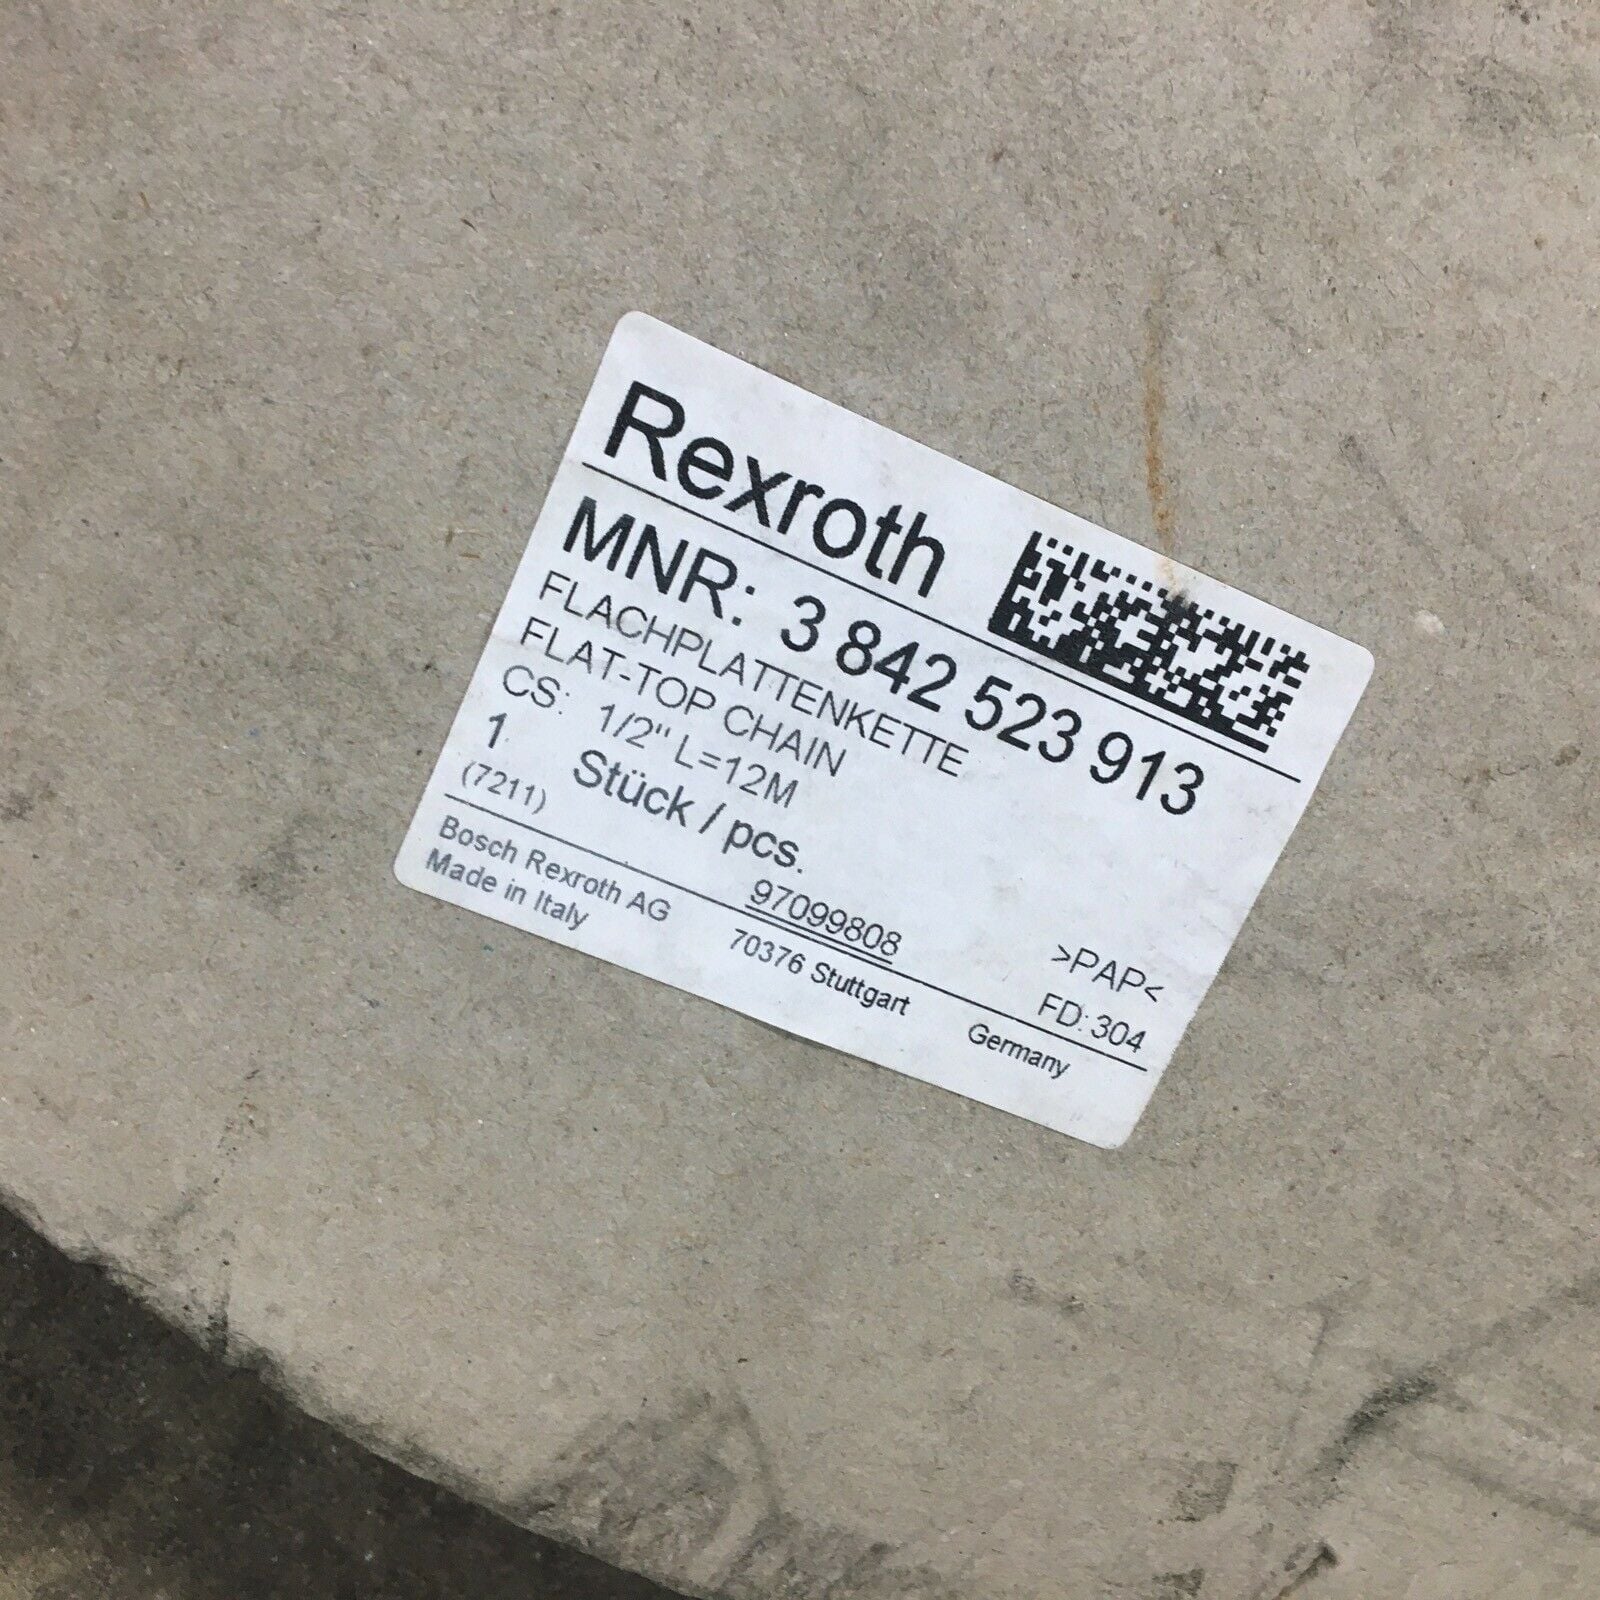 Rexroth
MNR: 3 842 523 913
FLACHPLATTENKETTE
FLAT-TOP CHAIN
CS: 1/2" L=12M
1 Stück / pcs.
(7211) 97099808 >PAP< FD: 304
Bosch Rexroth AG 70376 Stuttgart Germany
Made in Italy